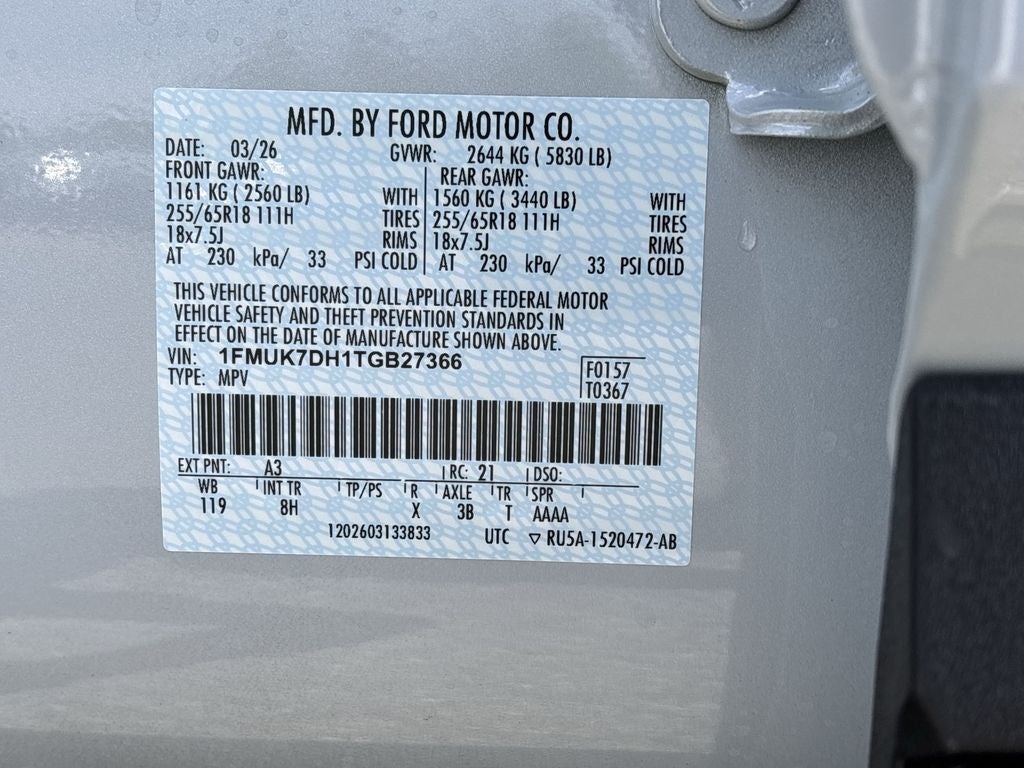 MFD. BY FORD MOTOR CO.
DATE: 03/26 GVWR: 2644 KG ( 5830 LB)
FRONT GAWR: REAR GAWR:
1161 KG ( 2560 LB) WITH 1560 KG ( 3440 LB) WITH
255/65R18 111H TIRES 255/65R18 111H TIRES
18x7.5J RIMS 18x7.5J RIMS
AT 230 kPa/ 33 PSI COLD AT 230 kPa/ 33 PSI COLD
THIS VEHICLE CONFORMS TO ALL APPLICABLE FEDERAL MOTOR
VEHICLE SAFETY AND THEFT PREVENTION STANDARDS IN
EFFECT ON THE DATE OF MANUFACTURE SHOWN ABOVE.
VIN: 1FMUK7DH1TGB27366
TYPE: MPV
F0157
T0367
EXT PNT: A3 RC: 21 DSO:
WB INT TR TP/PS R AXLE TR SPR
119 8H X 3B T AAAA
1202603133833 UTC ▽ RU5A-1520472-AB